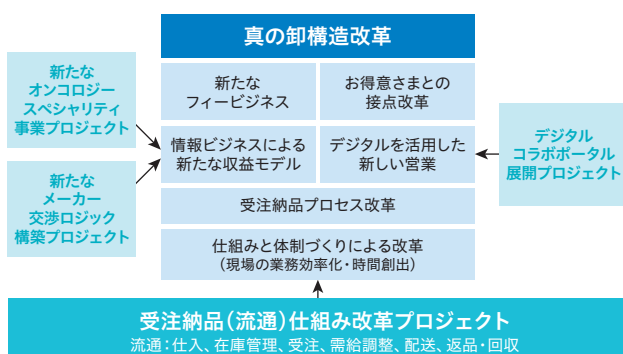 真の卸構造改革
新たな
オンコロジー
スペシャリティ
事業プロジェクト
新たな
メーカー
交渉ロジック
構築プロジェクト
新たな
フィービジネス
お得意さまとの
接点改革
情報ビジネスによる
新たな収益モデル
デジタルを活用した
新しい営業
受注納品プロセス改革
仕組みと体制づくりによる改革
(現場の業務効率化・時間創出)
デジタル
コラボポータル
展開プロジェクト
受注納品(流通)仕組み改革プロジェクト
流通:仕入、在庫管理、受注、需給調整、配送、返品・回収